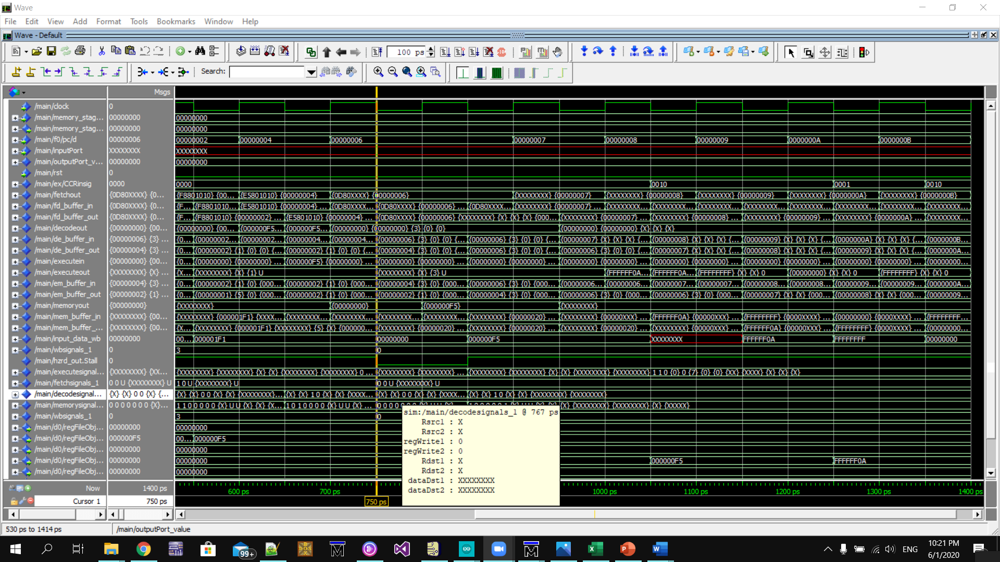 Wave
File Edit View Add Format Tools Bookmarks Window Help
Wave - Default
100 ps
Search:
Msgs
/main/clock 0
/main/memory_stag... 00000000 00000000
/main/memory_stag... 00000000 00000000
/main/f0/pc/d 00000006 00000002 00000004 00000006 00000007 00000008 00000009 0000000A 0000000B
/main/inputPort XXXXXXXX XXXXXXXX
/main/outputPort_v... 00000000 00000000
/main/rst 0
/main/ex/CCRinsig 0000 0000 0010 0001 0010
/main/fetchout {0D80XXXX} {0... {F8801010} {00... {E5801010} {00000004} {0D80XXXX} {00000006} {XXXXXXXX} {00000007} {XXXXXXXX} {00000008} {XXXXXXXX} {00000009} {XXXXXXXX} {0000000A} {XXXXXXXX} {0000000B}
/main/fd_buffer_in {0D80XXXX} {0... {F... {F8801010} {0... {E5801010} {00000004} ... {0D80XXXX... {0D80XXXX} {00000006} ... {0D80XXXX... {XXXXXXXX} {00000007}... {XXXXXXXX... {XXXXXXXX... {XXXXXXXX... {XXXXXXXX... {XXXXXXXX... {XXXXXXXX... {XXXXXXXX... {XXXXXXXX... {XXXXXXXX...
/main/fd_buffer_out {0D80XXXX} {0... {F... {F8801010} {00000002} ... {E5801010} {00000004} ... {0D80XXXX} {00000006} {XXXXXXXX} {X} {X} {000... {XXXXXXXX} {00000007}... {XXXXXXXX} {00000008} ... {XXXXXXXX} {00000009} ... {XXXXXXXX} {0000000A}... {XXXXXXXX...
/main/decodeout {00000000} {00... {00000000} {00... {000000F5... {000000F5... {00000000} {00000000} {3} {0} {0} {00000000} {00000000} {X} {X} {X}
/main/de_buffer_in {00000006} {3} ... {0... {00000002... {00000002... {00000004... {00000004... {00000006} {3} {0} {0} {... {00000006} {3} {0} {0} {... {00000007} {X} {X} {X} {... {00000008} {X} {X} {X} {... {00000009} {X} {X} {X} {... {0000000A} {X} {X} {X} {... {0000000B...
/main/de_buffer_out {00000004} {3} ... {0... {00000002} {1} {0} {0} {... {00000002} {1} {0} {0} {... {00000004} {3} {0} {0} {... {00000006} {3} {0} {0} {... {00000006} {3} {0} {0} {... {00000007} {X} {X} {X} {... {00000008} {X} {X} {X} {... {00000009} {X} {X} {X} {... {0000000A...
/main/executein {00000000} {00... {0... {00000000} {00000000} ... {000000F5} {00000000} ... {00000000} {00000000}... {00000000} {00000000}... {00000000} {00000000}... {00000000} {00000000} ... {00000000} {00000000} ... {00000000} {00000000} ... {00000000...
/main/executeout {XXXXXXXX} {X} ... {X... {XXXXXXXX} {X} {1} U {XXXXXXXX} {X} {3} U {FFFFFF0A... {FFFFFF0A... {FFFFFFFF} {X} {X} 0 {00000000} {X} {X} 0 {FFFFFFFF} {X} {X} 0
/main/em_buffer_in {00000004} {3} ... {0... {00000002} {1} {0} {000... {00000002} {1} {0} {000... {00000004} {3} {0} {000... {00000006} {3} {0} {000... {00000006... {00000006... {00000007... {00000007... {00000008... {00000008... {00000009... {00000009... {0000000A...
/main/em_buffer_out {00000002} {1} ... {0... {00000001} {5} {0} {000... {00000002} {1} {0} {000... {00000002} {1} {0} {000... {00000004} {3} {0} {000... {00000006} {3} {0} {000... {00000006} {3} {0} {000... {00000007} {X} {X} {000... {00000008} {X} {X} {000... {00000009...
/main/memoryout {00000000} {XXXXXXXX} {00000000} {000000F5} {XXXXXXXX}
/main/mem_buffer_in {XXXXXXXX} {00... {XXXXXXXX} {000001F1} {XXXX... {XXXXXXXX... {XXXXXXXX... {XXXXXXXX... {XXXXXXXX... {XXXXXXXX} {00000020} ... {XXXXXXXX} {00000XXX} ... {FFFFFF0A} {00000XXX} ... {FFFFFFFF} {0000XXXX} ... {00000000} {0000XXXX} ... {FFFFFFFF...
/main/mem_buffer_... {XXXXXXXX} {00... {X... {XXXXXXXX} {000001F1} {XXXXXXXX} {5} {X} {000000... {XXXXXXXX} {00000020} ... {XXXXXXXX} {00000020} ... {XXXXXXXX} {00000020} ... {XXXXXXXX} {00000XXX} ... {FFFFFF0A} {00000XXX} ... {FFFFFFFF} {0000XXXX} ... {00000000...
/main/input_data_wb 00000000 00... 000001F1 00000000 000000F5 XXXXXXXX FFFFFF0A FFFFFFFF 00000000
/main/wbsignals_1 0 3 0
/main/hzrd_out.Stall 0
/main/executesignal... {XXXXXXXX} {XX... {XXXXXXXX} {XXXXXXXX} {X} {X} {XXXXXXXX} {XXXXXXXX} 0 ... {XXXXXXXX} {XXXXXXXX} ... {XXXXXXXX} {XXXXXXXX} {X} {X} {XXXXXXXX} {XXXXXXXX} 1 1 0 {0} 0 {7} {0} {0} {XX} {XXXX} {X} {X} {X}
/main/fetchsignals_1 0 0 U {XXXXXXXX} U 1 0 U {XXXXXXXX} U 0 0 U {XXXXXXXX} U
/main/decodesignal... {X} {X} 0 0 {X} {... {X} {X} 0 0 {X} {X} {XXXXXXXX}... {X} {X} 1 0 {X} {X} {XXXX... {X} {X} 0 0 {X} {X} {XXXX... {X} {X} 1 0 {X} {X} {XXXXXXXX} {XXXXXXXX}
/main/memorysignal... 0 0 0 0 0 0 0 {X}... 1 1 0 0 0 0 0 {X} U U {X} {X} {X... 1 0 1 0 0 0 0 {X} U U {X} ... {X} {XXXXXXXX} {XXXXXXXX} {X} {XXXXX}
/main/wbsignals_1 0 3 0
/main/d0/regFileObj... 00000000 00000000
/main/d0/regFileObj... 000000F5 00... 000000F5
/main/d0/regFileObj... 00000000 00000000
/main/d0/regFileObj... 00000000 00000000 000000F5 FFFFFF0A
/main/d0/regFileObj... 00000000 00000000
sim:/main/decodesignals_1 @ 767 ps
Rsrc1 : X
Rsrc2 : X
regWrite1 : 0
regWrite2 : 0
Rdst1 : X
Rdst2 : X
dataDst1 : XXXXXXXX
dataDst2 : XXXXXXXX
Now 1400 ps 600 ps 700 ps 1000 ps 1100 ps 1200 ps 1300 ps 1400 ps
Cursor 1 750 ps 750 ps
530 ps to 1414 ps /main/outputPort_value
99+ ENG 10:21 PM
6/1/2020